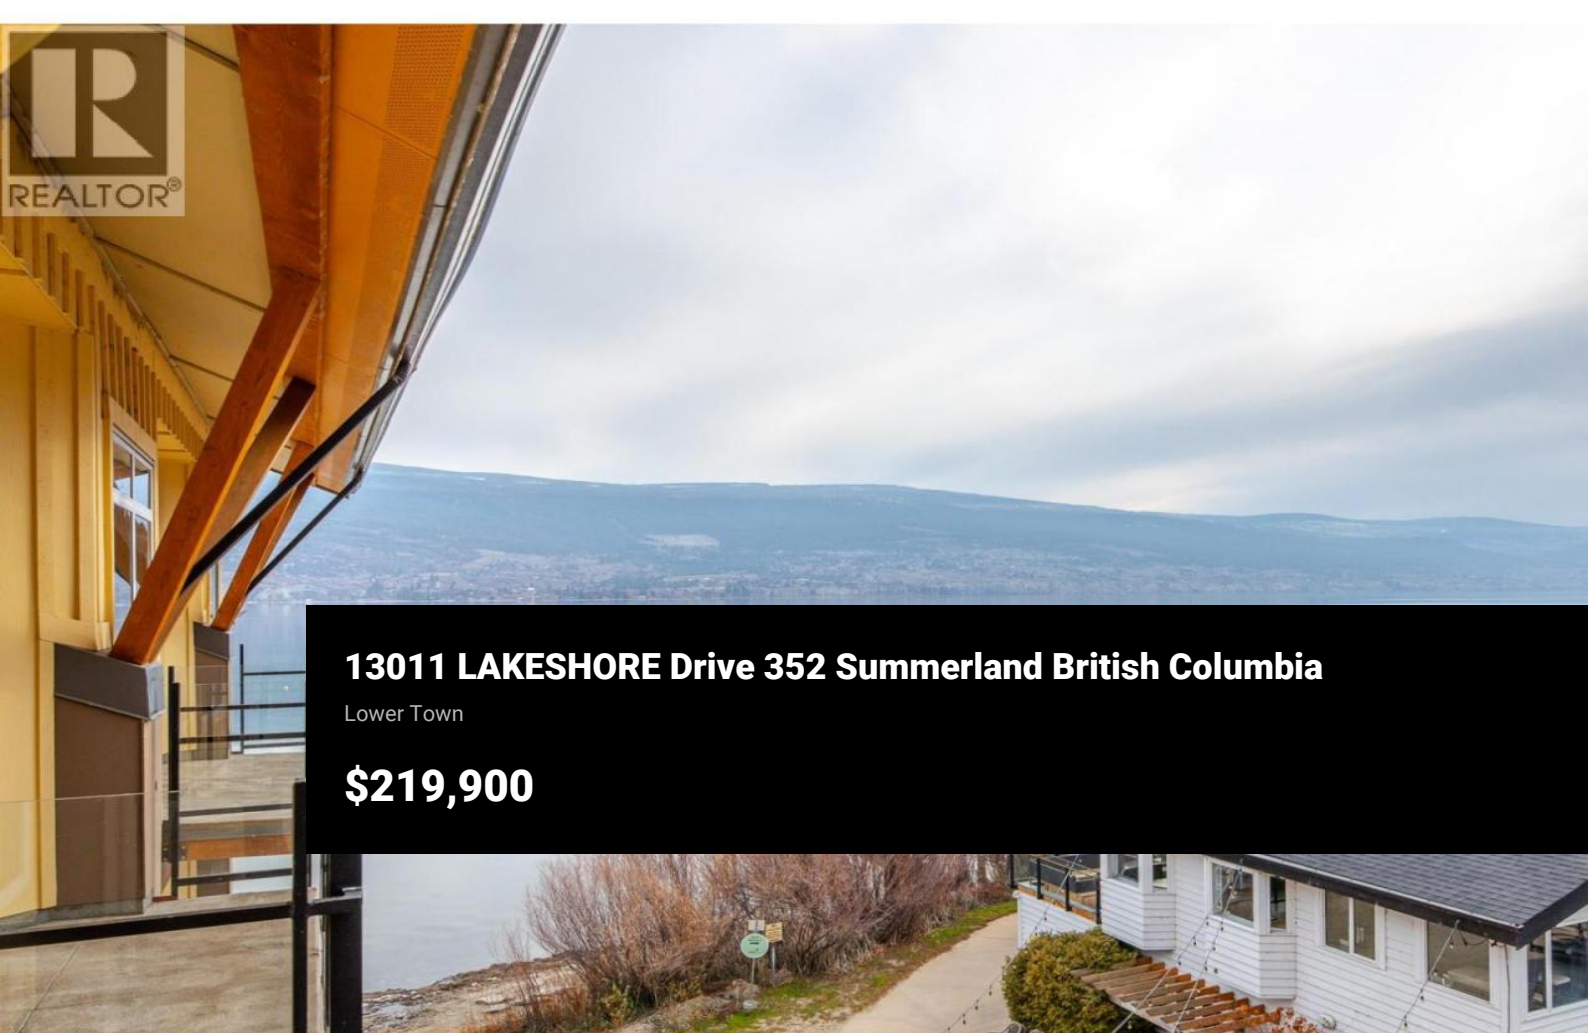 R
REALTOR®
13011 LAKESHORE Drive 352 Summerland British Columbia
Lower Town
$219,900